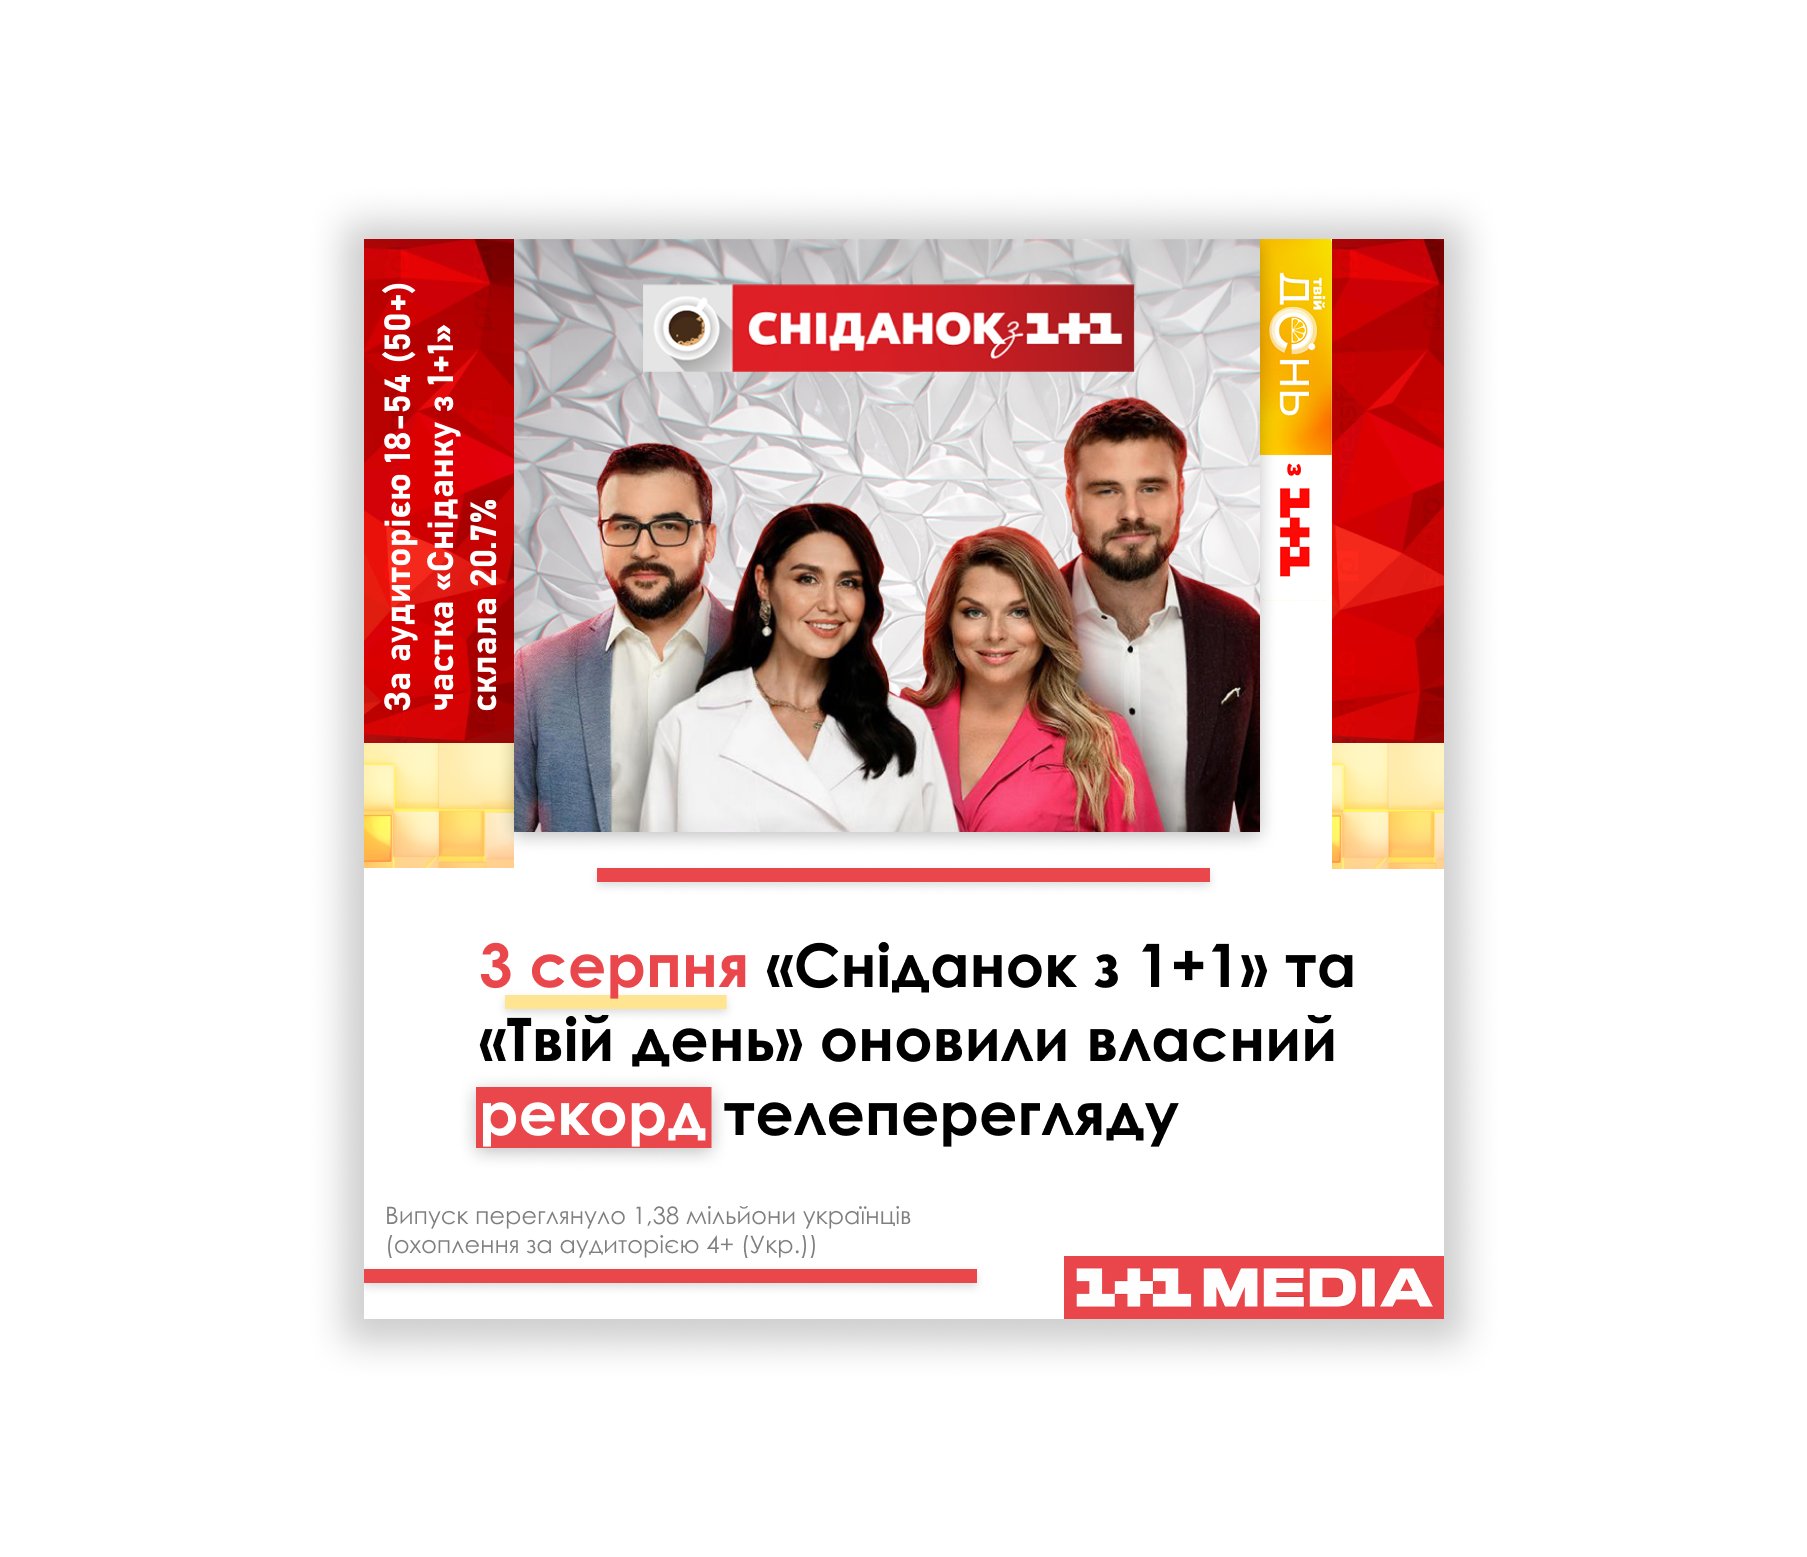 За аудиторією 18-54 (50+)
частка «Сніданку з 1+1»
склала 20.7%
СНІДАНОК з 1+1
твій
ДЕНЬ
з 1+1
3 серпня «Сніданок з 1+1» та
«Твій день» оновили власний
рекорд телеперегляду
Випуск переглянуло 1,38 мільйони українців
(охоплення за аудиторією 4+ (Укр.))
1+1 MEDIA